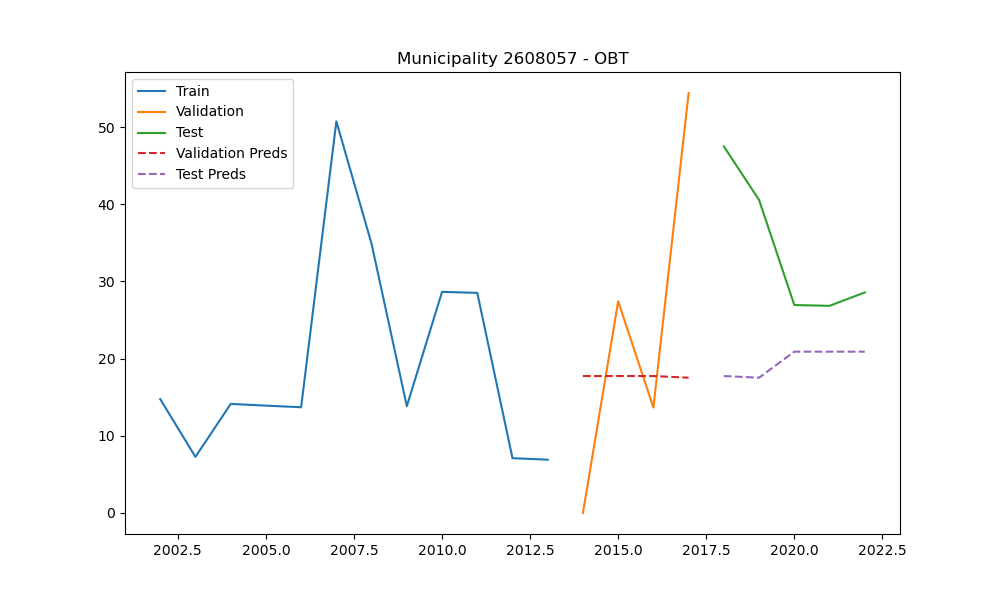 Municipality 2608057 - OBT
Train
Validation
Test
Validation Preds
Test Preds
50
40
30
20
10
0
2002.5 2005.0 2007.5 2010.0 2012.5 2015.0 2017.5 2020.0 2022.5